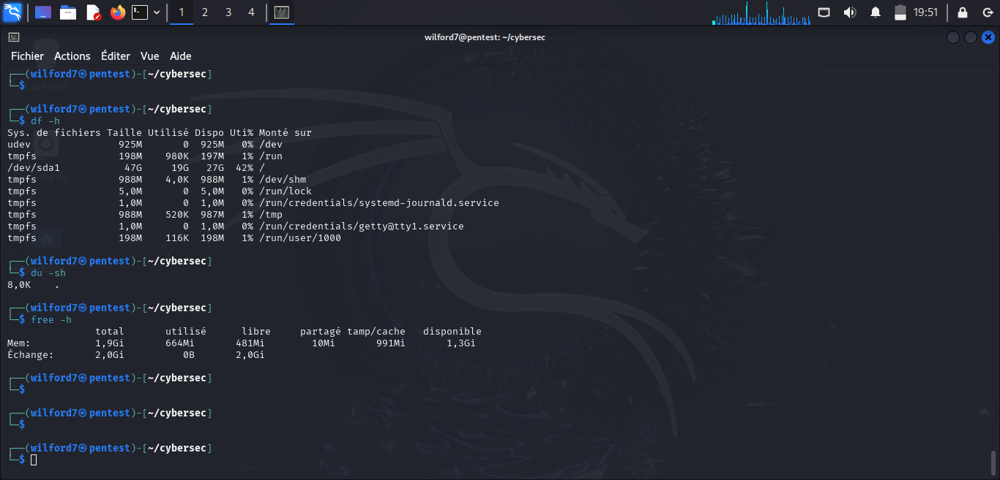 1 2 3 4 19:51
wilford7@pentest: ~/cybersec
Fichier Actions Éditer Vue Aide
┌──(wilford7㉿pentest)-[~/cybersec]
└─$
Corbeille
┌──(wilford7㉿pentest)-[~/cybersec]
└─$ df -h
Sys. de fichiers Taille Utilisé Dispo Uti% Monté sur
udev 925M 0 925M 0% /dev
tmpfs 198M 980K 197M 1% /run
/dev/sda1 47G 19G 27G 42% /
tmpfs 988M 4,0K 988M 1% /dev/shm
tmpfs 5,0M 0 5,0M 0% /run/lock
tmpfs 1,0M 0 1,0M 0% /run/credentials/systemd-journald.service
tmpfs 988M 520K 987M 1% /tmp
tmpfs 1,0M 0 1,0M 0% /run/credentials/getty@tty1.service
tmpfs 198M 116K 198M 1% /run/user/1000
┌──(wilford7㉿pentest)-[~/cybersec]
└─$ du -sh
8,0K .
┌──(wilford7㉿pentest)-[~/cybersec]
└─$ free -h
total utilisé libre partagé tamp/cache disponible
Mem: 1,9Gi 664Mi 481Mi 10Mi 991Mi 1,3Gi
Échange: 2,0Gi 0B 2,0Gi
┌──(wilford7㉿pentest)-[~/cybersec]
└─$
┌──(wilford7㉿pentest)-[~/cybersec]
└─$
┌──(wilford7㉿pentest)-[~/cybersec]
└─$